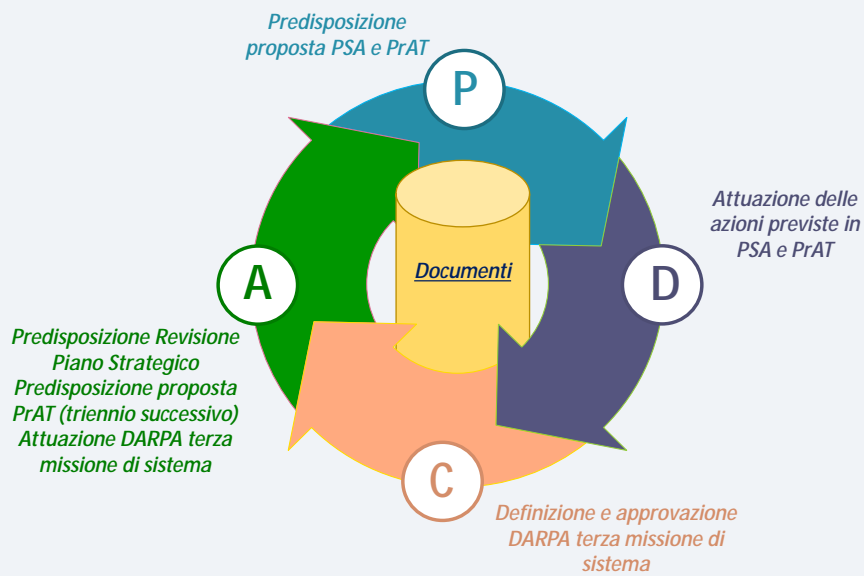 Predisposizione
proposta PSA e PrAT
P
Attuazione delle
azioni previste in
PSA e PrAT
D
Documenti
A
Predisposizione Revisione
Piano Strategico
Predisposizione proposta
PrAT (triennio successivo)
Attuazione DARPA terza
missione di sistema
C
Definizione e approvazione
DARPA terza missione di
sistema